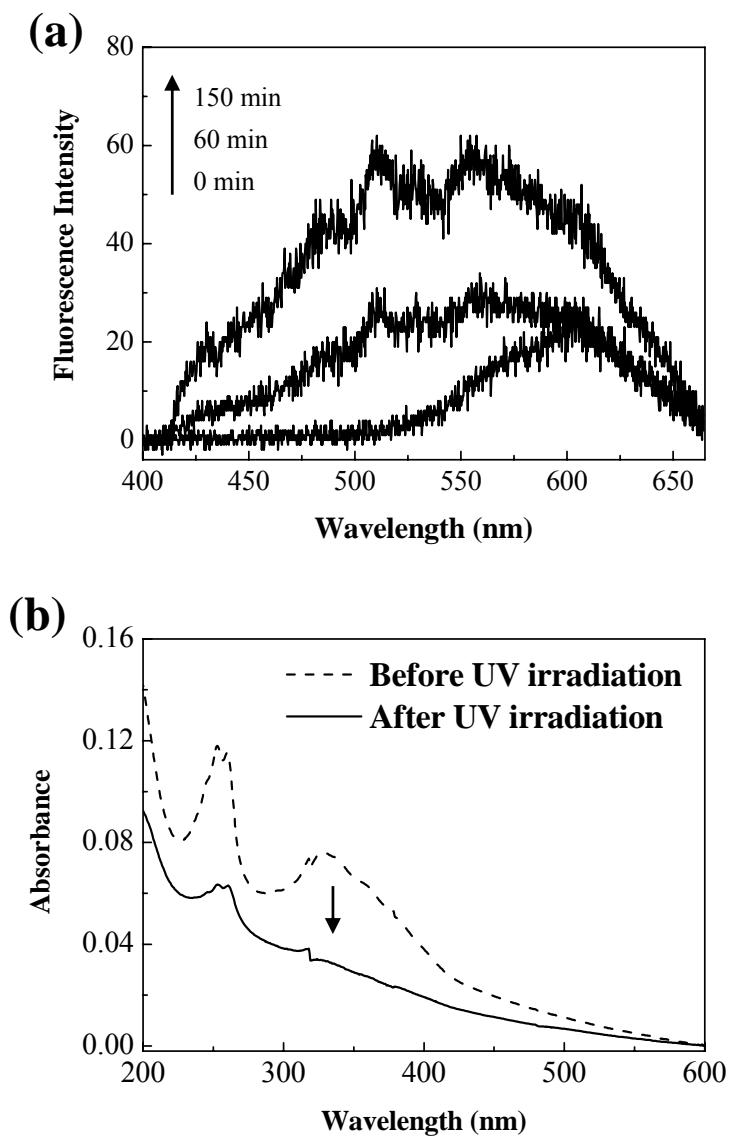 (a)
80
60
40
20
0
150 min
60 min
0 min
Fluorescence Intensity
400 450 500 550 600 650
Wavelength (nm)
(b)
0.16
0.12
0.08
0.04
0.00
Before UV irradiation
After UV irradiation
Absorbance
200 300 400 500 600
Wavelength (nm)